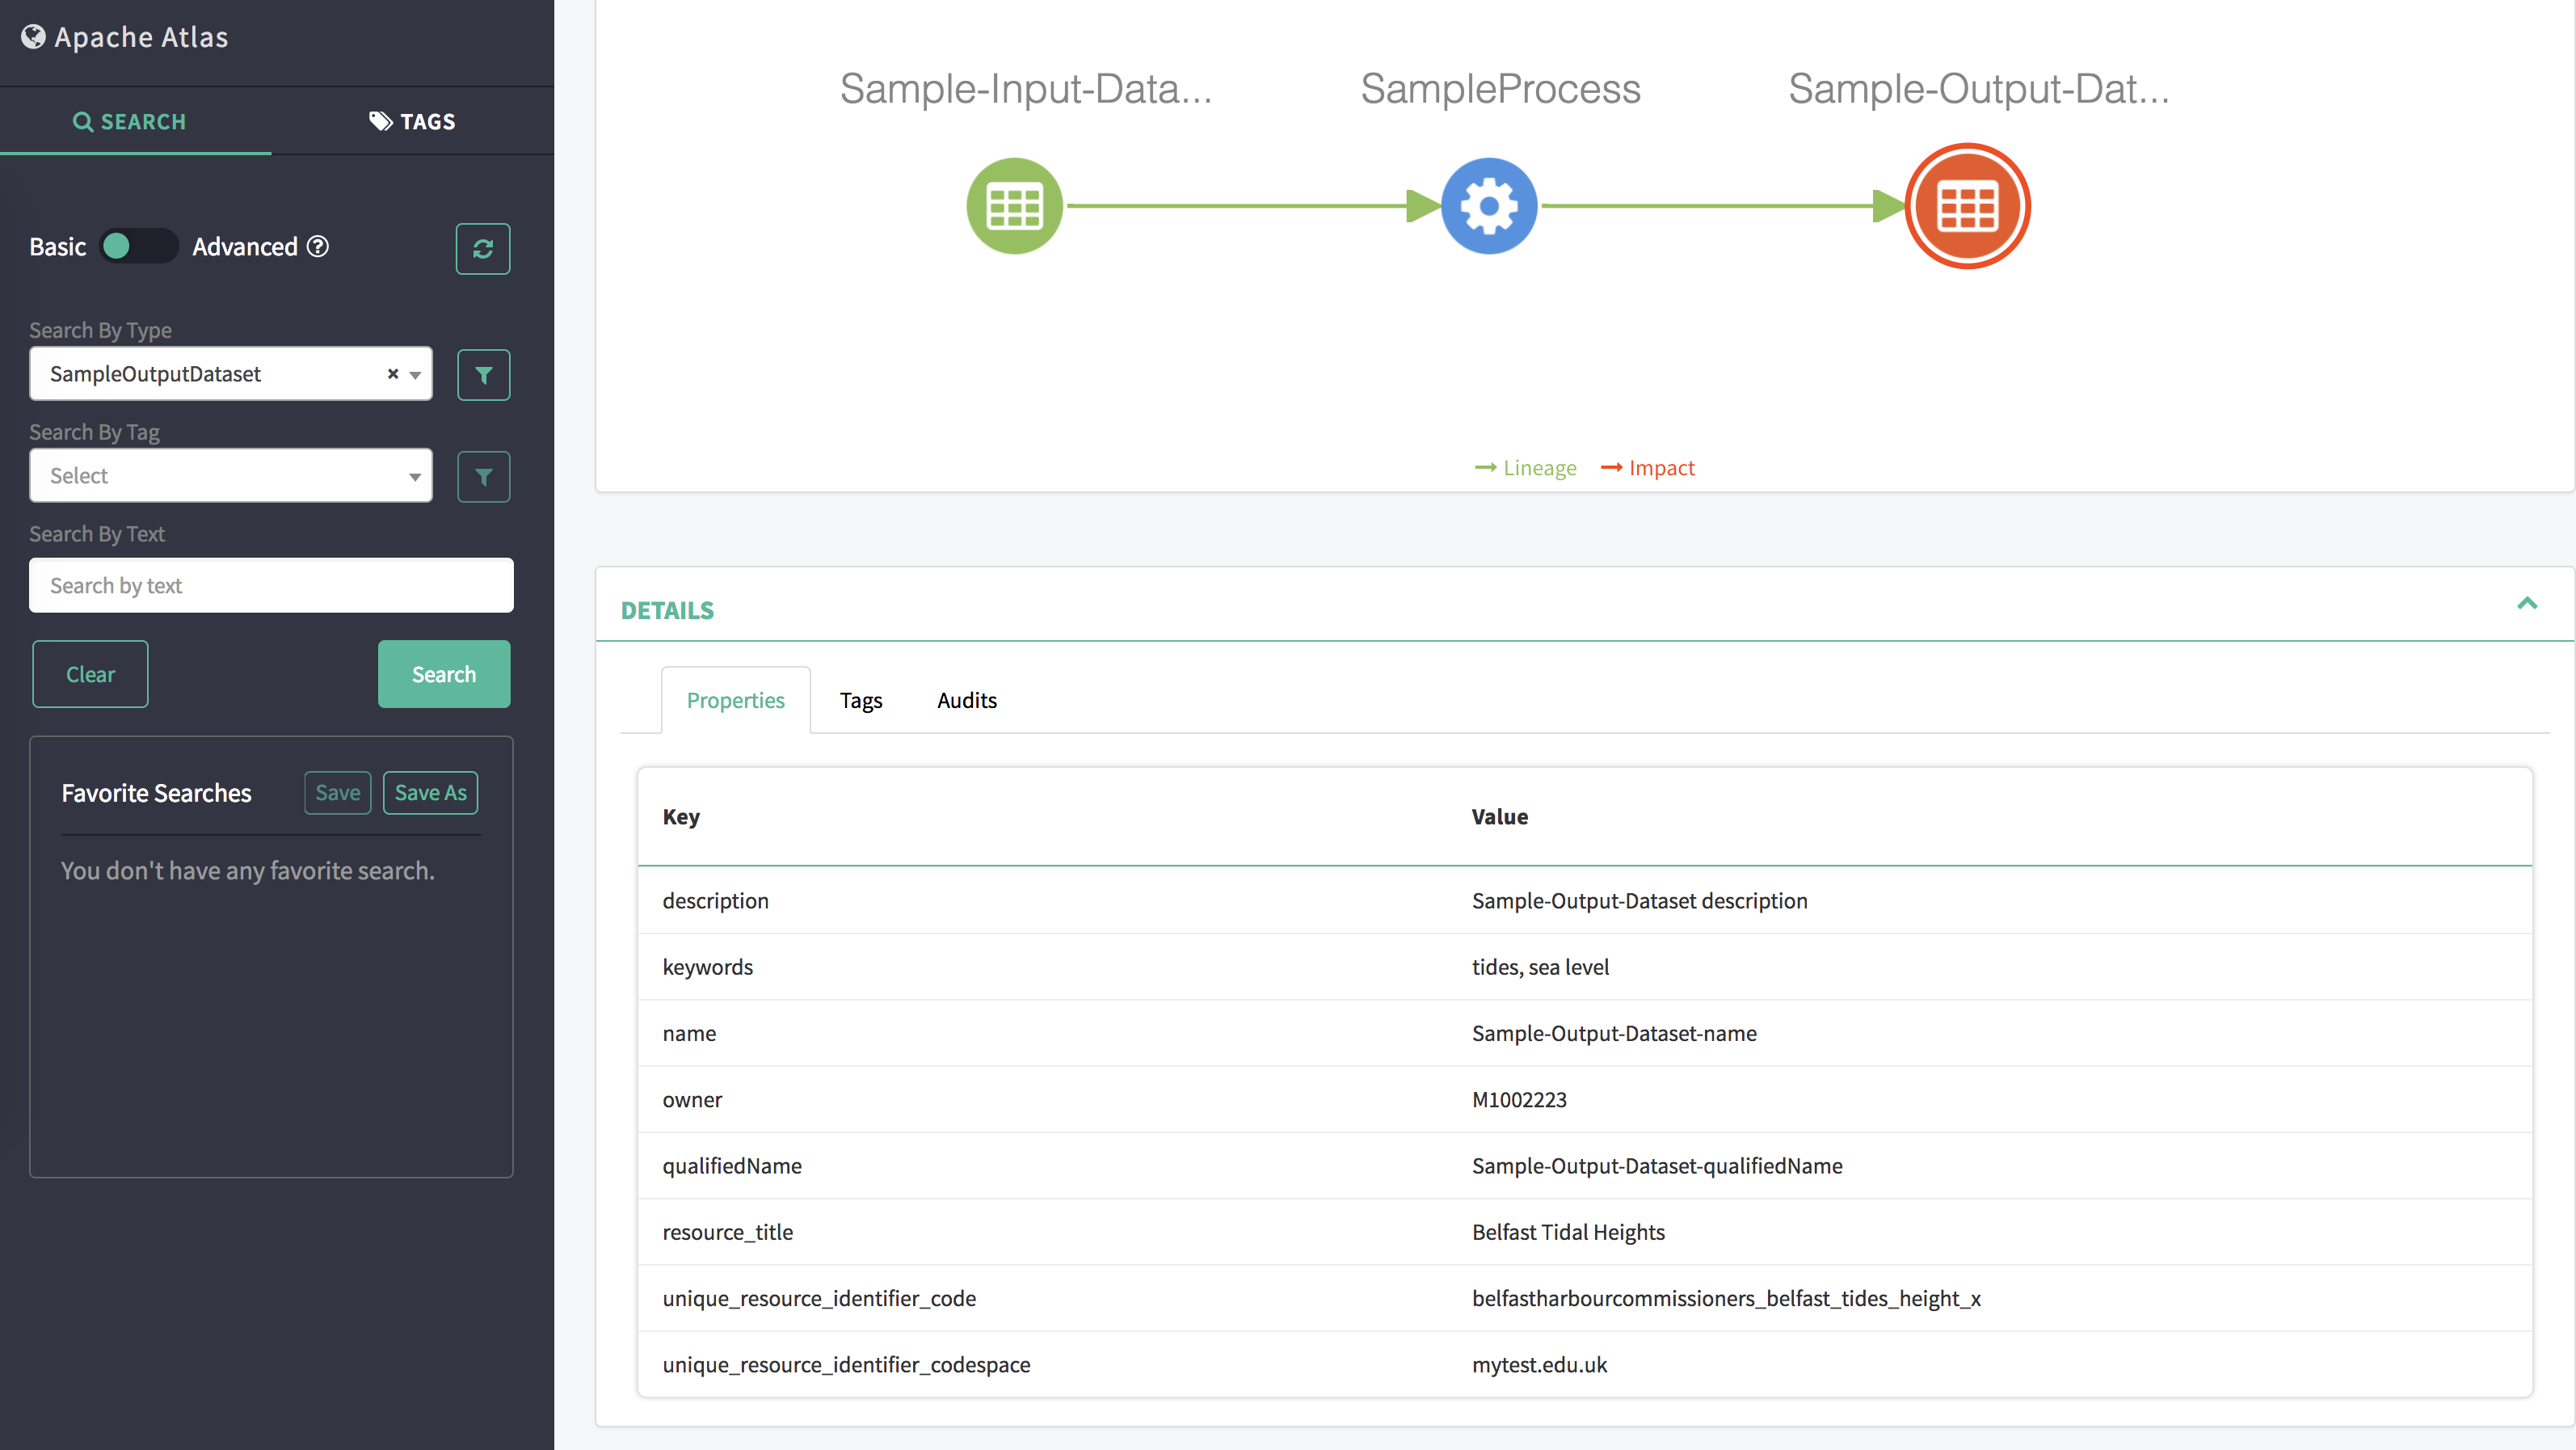 Apache Atlas
SEARCH TAGS
Basic Advanced
Search By Type
SampleOutputDataset
Search By Tag
Select
Search By Text
Search by text
Clear Search
Favorite Searches Save Save As
You don't have any favorite search.
Sample-Input-Data... SampleProcess Sample-Output-Dat...
Lineage Impact
DETAILS
Properties Tags Audits
Key Value
description Sample-Output-Dataset description
keywords tides, sea level
name Sample-Output-Dataset-name
owner M1002223
qualifiedName Sample-Output-Dataset-qualifiedName
resource_title Belfast Tidal Heights
unique_resource_identifier_code belfastharbourcommissioners_belfast_tides_height_x
unique_resource_identifier_codespace mytest.edu.uk